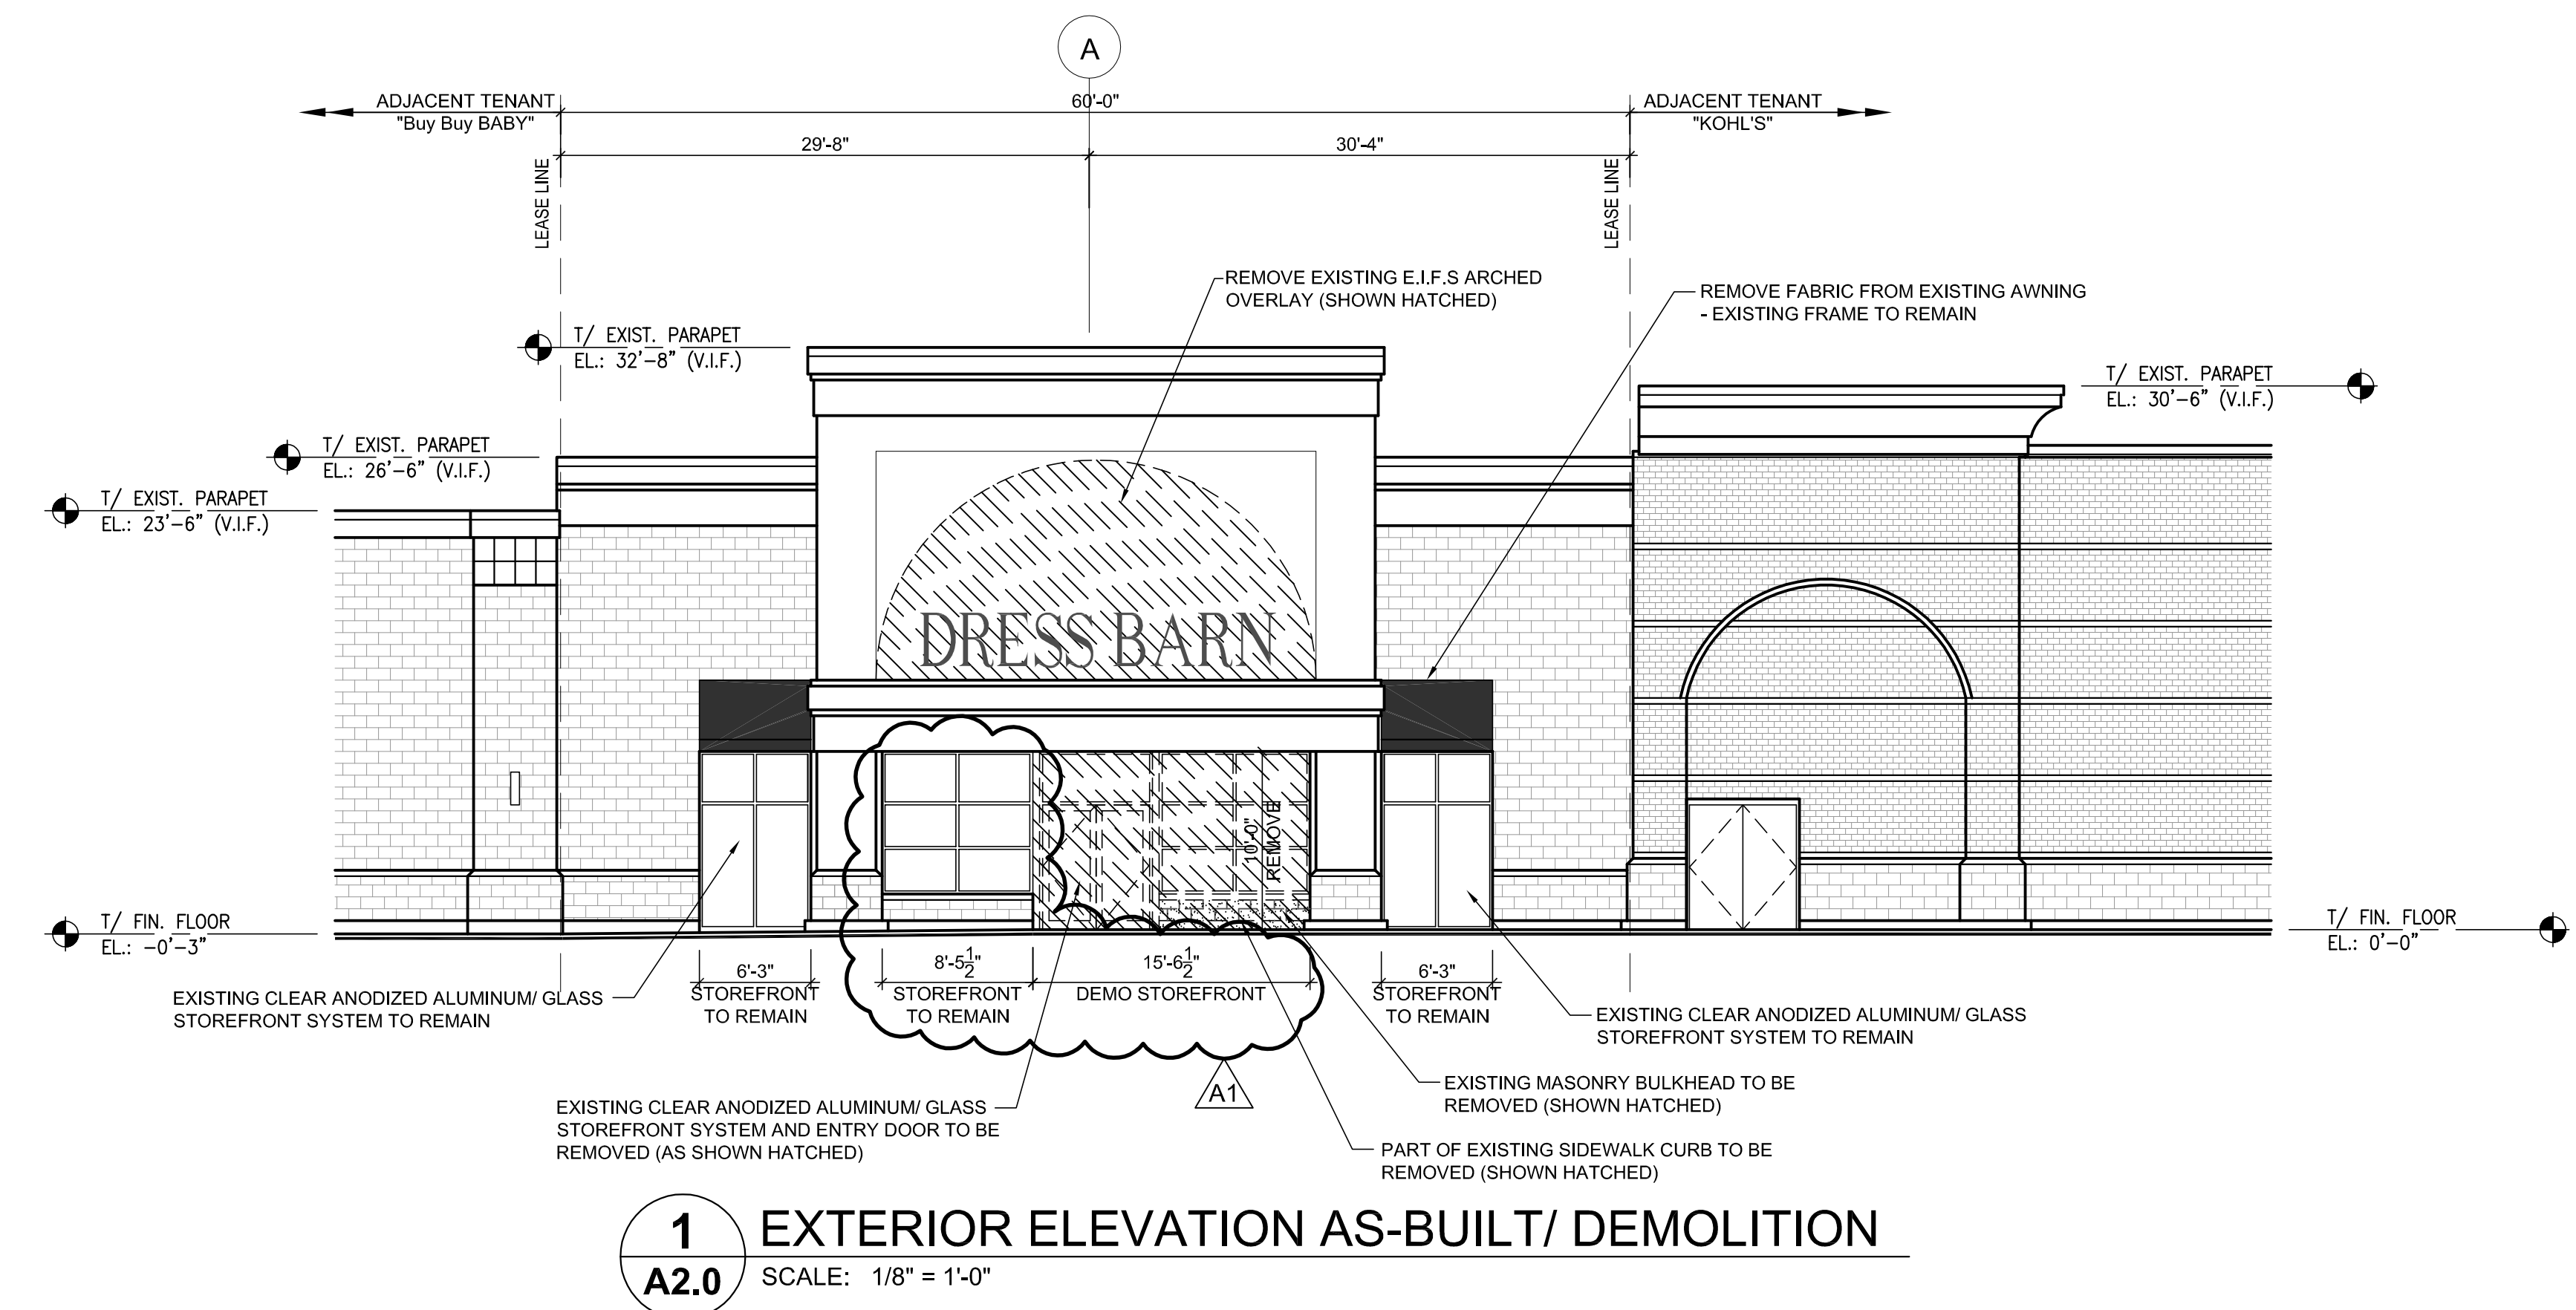 A
ADJACENT TENANT
"Buy Buy BABY"
60'-0"
ADJACENT TENANT
"KOHL'S"
29'-8"
30'-4"
LEASE LINE
LEASE LINE
REMOVE EXISTING E.I.F.S ARCHED
OVERLAY (SHOWN HATCHED)
REMOVE FABRIC FROM EXISTING AWNING
- EXISTING FRAME TO REMAIN
T/ EXIST. PARAPET
EL.: 32'-8" (V.I.F.)
T/ EXIST. PARAPET
EL.: 30'-6" (V.I.F.)
T/ EXIST. PARAPET
EL.: 26'-6" (V.I.F.)
T/ EXIST. PARAPET
EL.: 23'-6" (V.I.F.)
DRESS BARN
10'-0"
REMOVE
T/ FIN. FLOOR
EL.: -0'-3"
T/ FIN. FLOOR
EL.: 0'-0"
6'-3"
STOREFRONT
TO REMAIN
8'-5 1/2"
STOREFRONT
TO REMAIN
15'-6 1/2"
DEMO STOREFRONT
6'-3"
STOREFRONT
TO REMAIN
EXISTING CLEAR ANODIZED ALUMINUM/ GLASS
STOREFRONT SYSTEM TO REMAIN
EXISTING CLEAR ANODIZED ALUMINUM/ GLASS
STOREFRONT SYSTEM TO REMAIN
A1
EXISTING MASONRY BULKHEAD TO BE
REMOVED (SHOWN HATCHED)
EXISTING CLEAR ANODIZED ALUMINUM/ GLASS
STOREFRONT SYSTEM AND ENTRY DOOR TO BE
REMOVED (AS SHOWN HATCHED)
PART OF EXISTING SIDEWALK CURB TO BE
REMOVED (SHOWN HATCHED)
1
A2.0
EXTERIOR ELEVATION AS-BUILT/ DEMOLITION
SCALE: 1/8" = 1'-0"